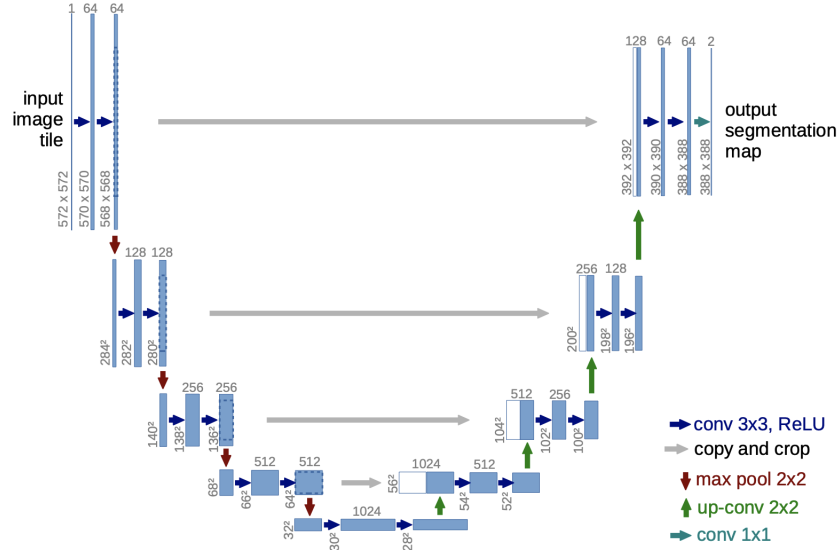 1
64
64
128
64
64
2
input
image
tile
output
segmentation
map
572 x 572
570 x 570
568 x 568
392 x 392
390 x 390
388 x 388
388 x 388
128
128
256
128
284²
282²
280²
200²
198²
196²
256
256
512
256
140²
138²
136²
104²
102²
100²
512
512
1024
512
68²
66²
64²
56²
54²
52²
1024
32²
30²
28²
conv 3x3, ReLU
copy and crop
max pool 2x2
up-conv 2x2
conv 1x1